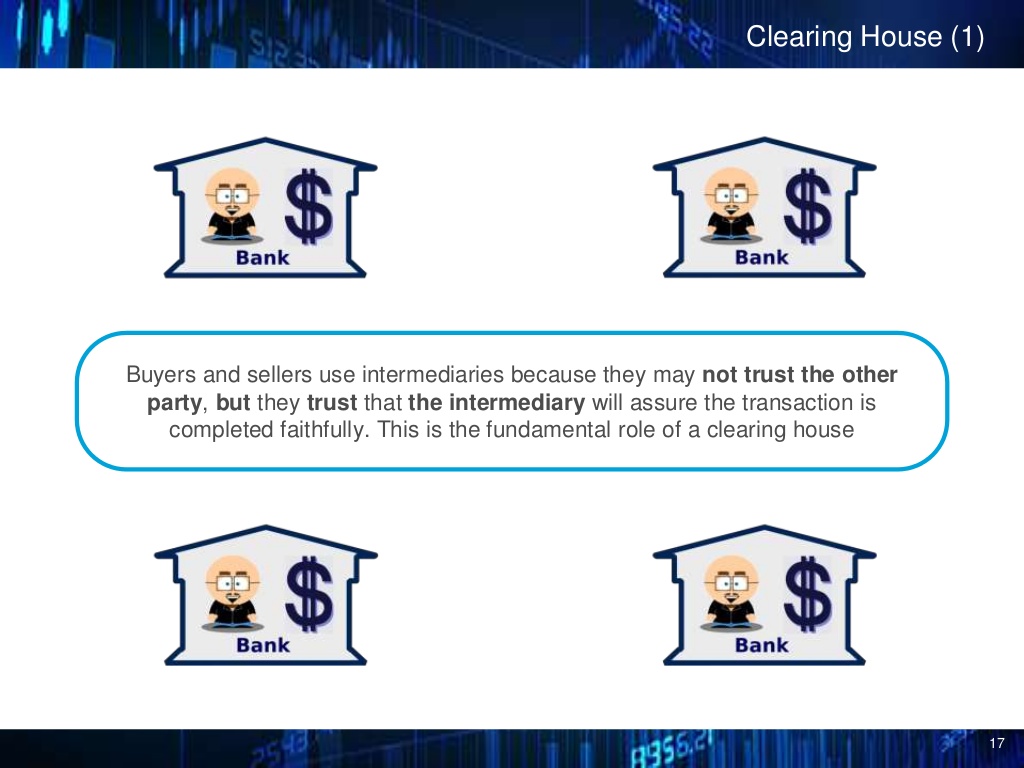 Clearing House (1)
$
Bank
$
Bank
Buyers and sellers use intermediaries because they may not trust the other
party, but they trust that the intermediary will assure the transaction is
completed faithfully. This is the fundamental role of a clearing house
$
Bank
$
Bank
17